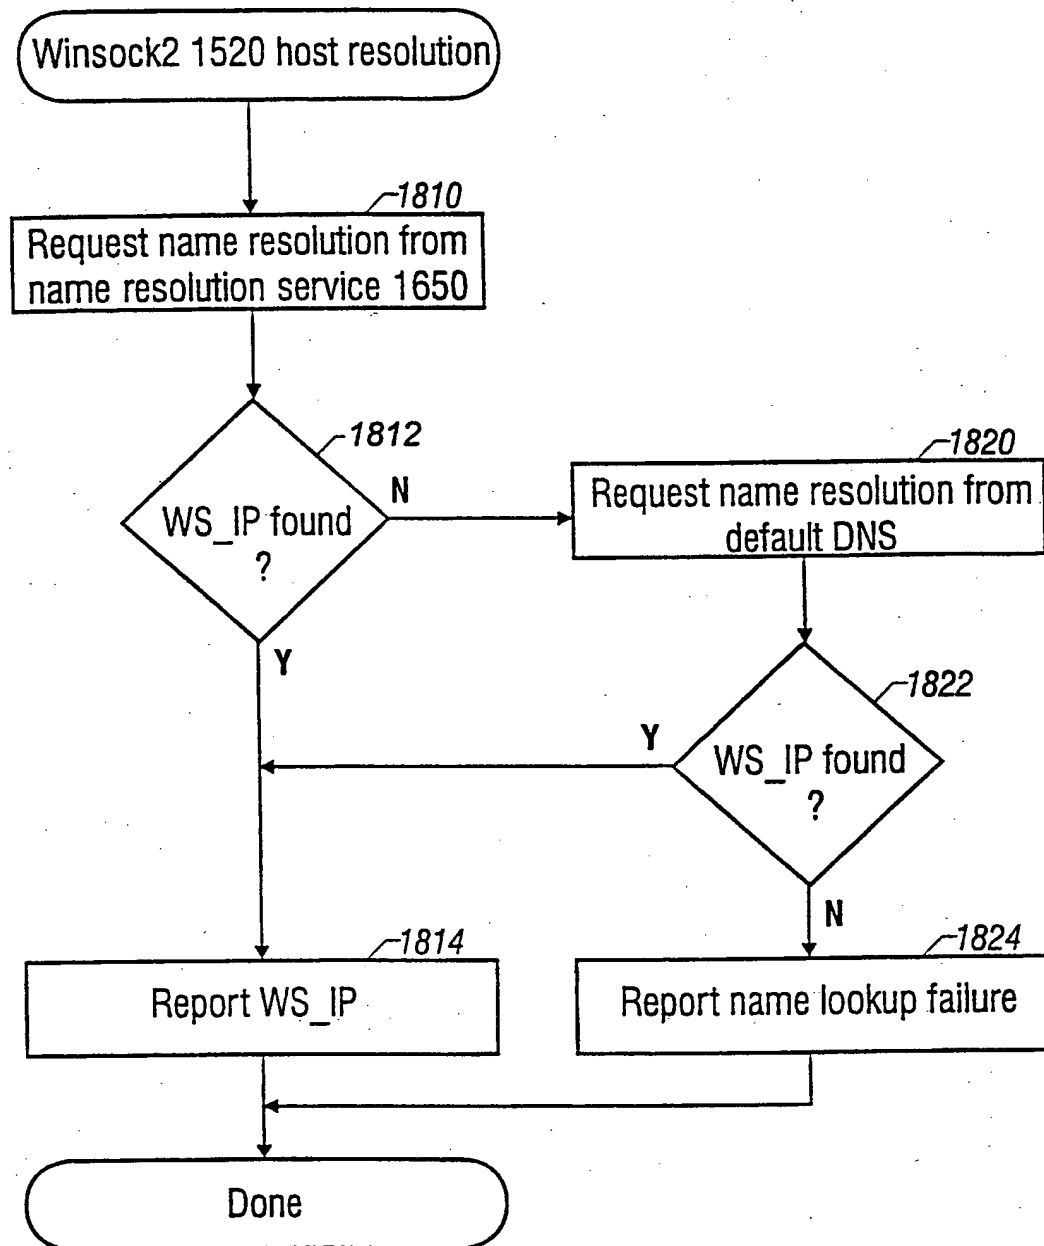 Winsock2 1520 host resolution
1810
Request name resolution from
name resolution service 1650
1812
WS_IP found
?
N
Y
1820
Request name resolution from
default DNS
1822
WS_IP found
?
Y
N
1814
Report WS_IP
1824
Report name lookup failure
Done